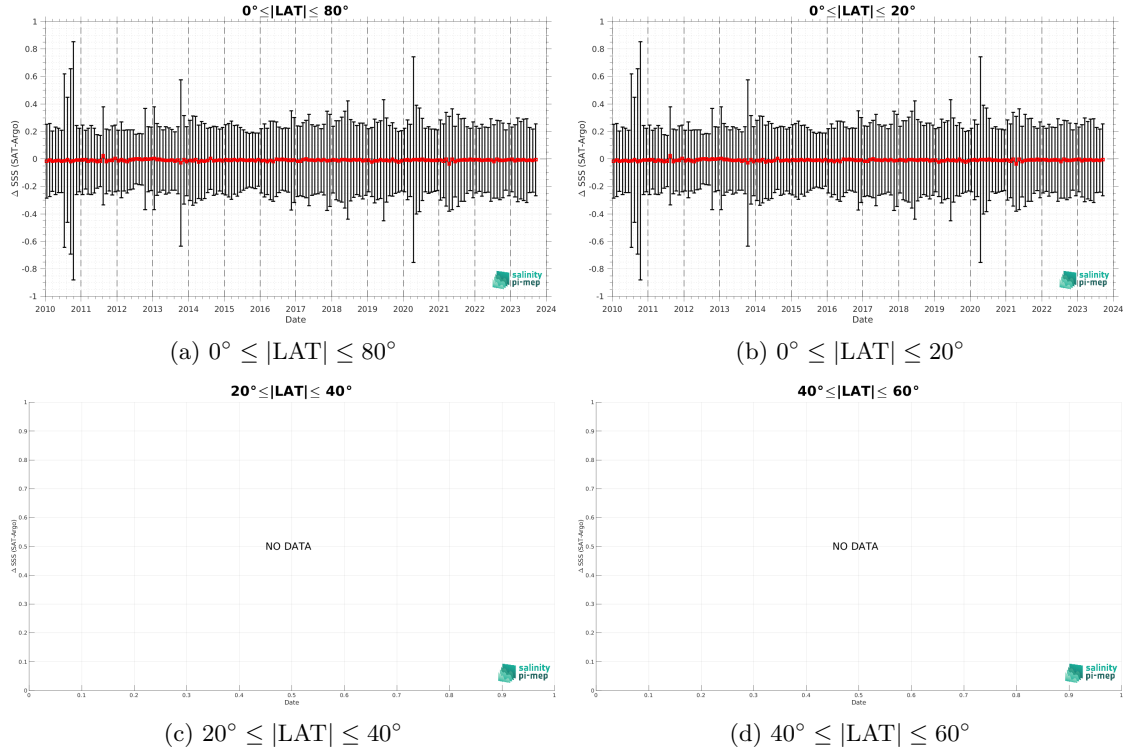 0°≤|LAT|≤ 80°
1
0.8
0.6
0.4
0.2
0
-0.2
-0.4
-0.6
-0.8
-1
Δ SSS (SAT-Argo)
2010 2011 2012 2013 2014 2015 2016 2017 2018 2019 2020 2021 2022 2023 2024
Date
salinity
pi-mep
(a) 0° ≤ |LAT| ≤ 80°
0°≤|LAT|≤ 20°
1
0.8
0.6
0.4
0.2
0
-0.2
-0.4
-0.6
-0.8
-1
Δ SSS (SAT-Argo)
2010 2011 2012 2013 2014 2015 2016 2017 2018 2019 2020 2021 2022 2023 2024
Date
salinity
pi-mep
(b) 0° ≤ |LAT| ≤ 20°
20°≤|LAT|≤ 40°
1
0.9
0.8
0.7
0.6
0.5
0.4
0.3
0.2
0.1
0
Δ SSS (SAT-Argo)
NO DATA
0 0.1 0.2 0.3 0.4 0.5 0.6 0.7 0.8 0.9 1
Date
salinity
pi-mep
(c) 20° ≤ |LAT| ≤ 40°
40°≤|LAT|≤ 60°
1
0.9
0.8
0.7
0.6
0.5
0.4
0.3
0.2
0.1
0
Δ SSS (SAT-Argo)
NO DATA
0 0.1 0.2 0.3 0.4 0.5 0.6 0.7 0.8 0.9 1
Date
salinity
pi-mep
(d) 40° ≤ |LAT| ≤ 60°